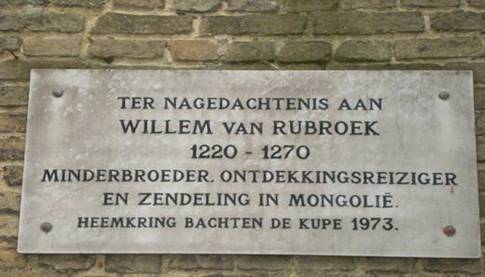 TER NAGEDACHTENIS AAN
WILLEM VAN RUBROEK
1220 - 1270
MINDERBROEDER. ONTDEKKINGSREIZIGER
EN ZENDELING IN MONGOLIË.
HEEMKRING BACHTEN DE KUPE 1973.